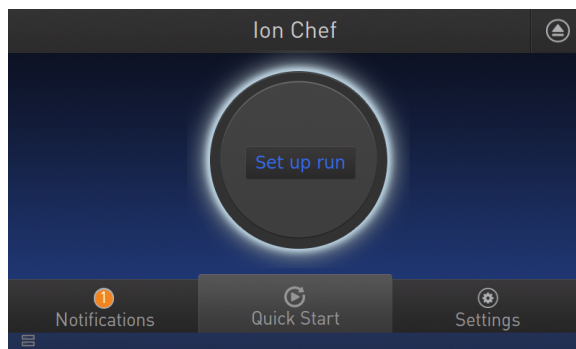 Ion Chef
Set up run
1
Notifications
Quick Start
Settings